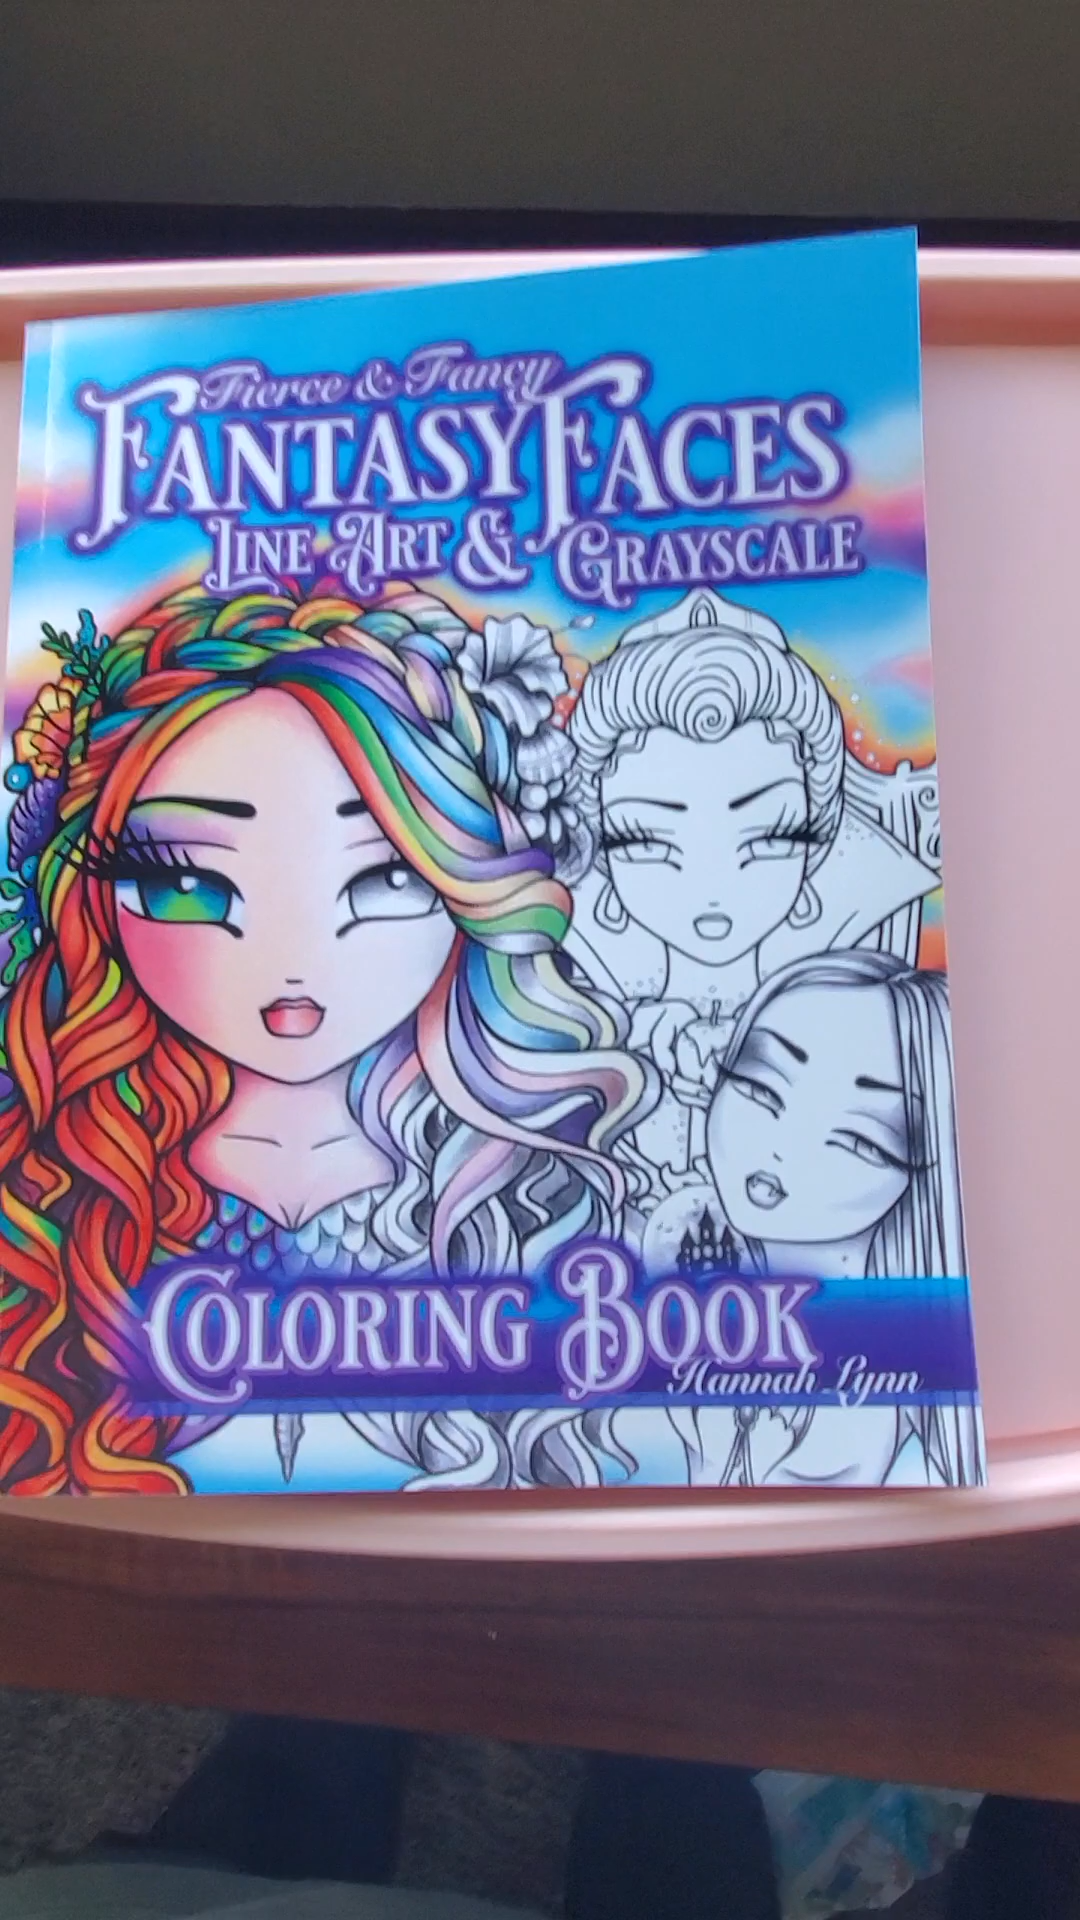 Fierce & Fancy
FANTASY FACES
LINE ART & GRAYSCALE
COLORING BOOK
Hannah Lynn